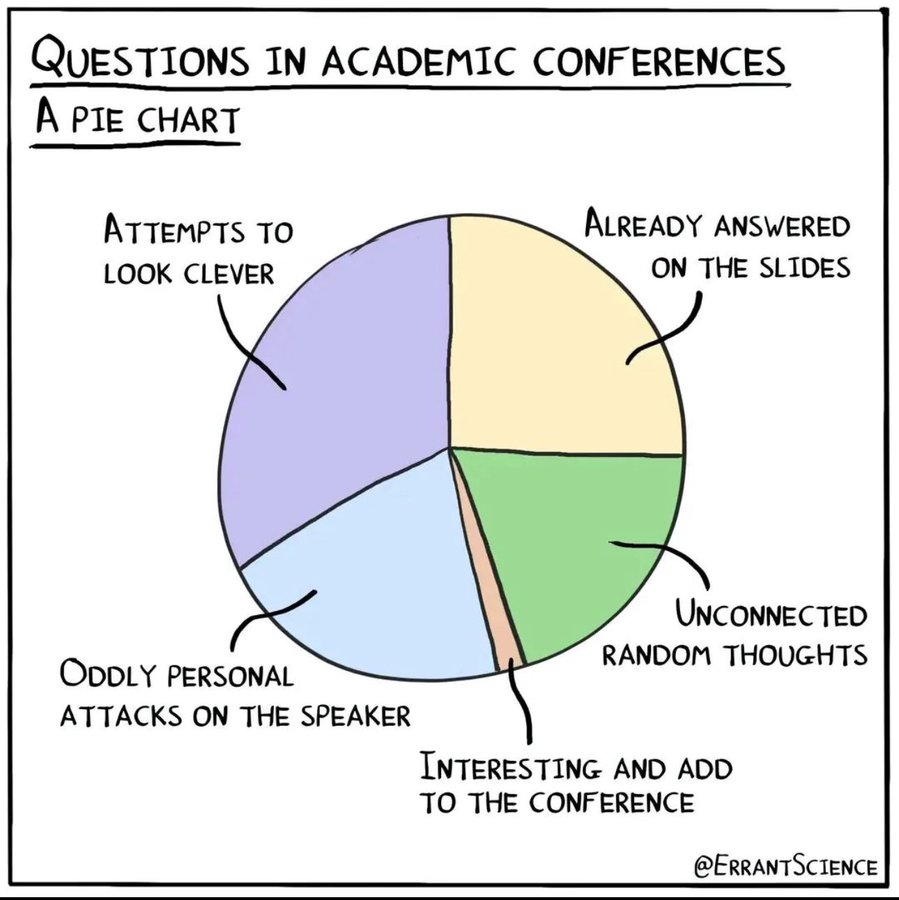 Questions in academic conferences
A pie chart
Attempts to
look clever
Already answered
on the slides
Unconnected
random thoughts
Oddly personal
attacks on the speaker
Interesting and add
to the conference
@ErrantScience